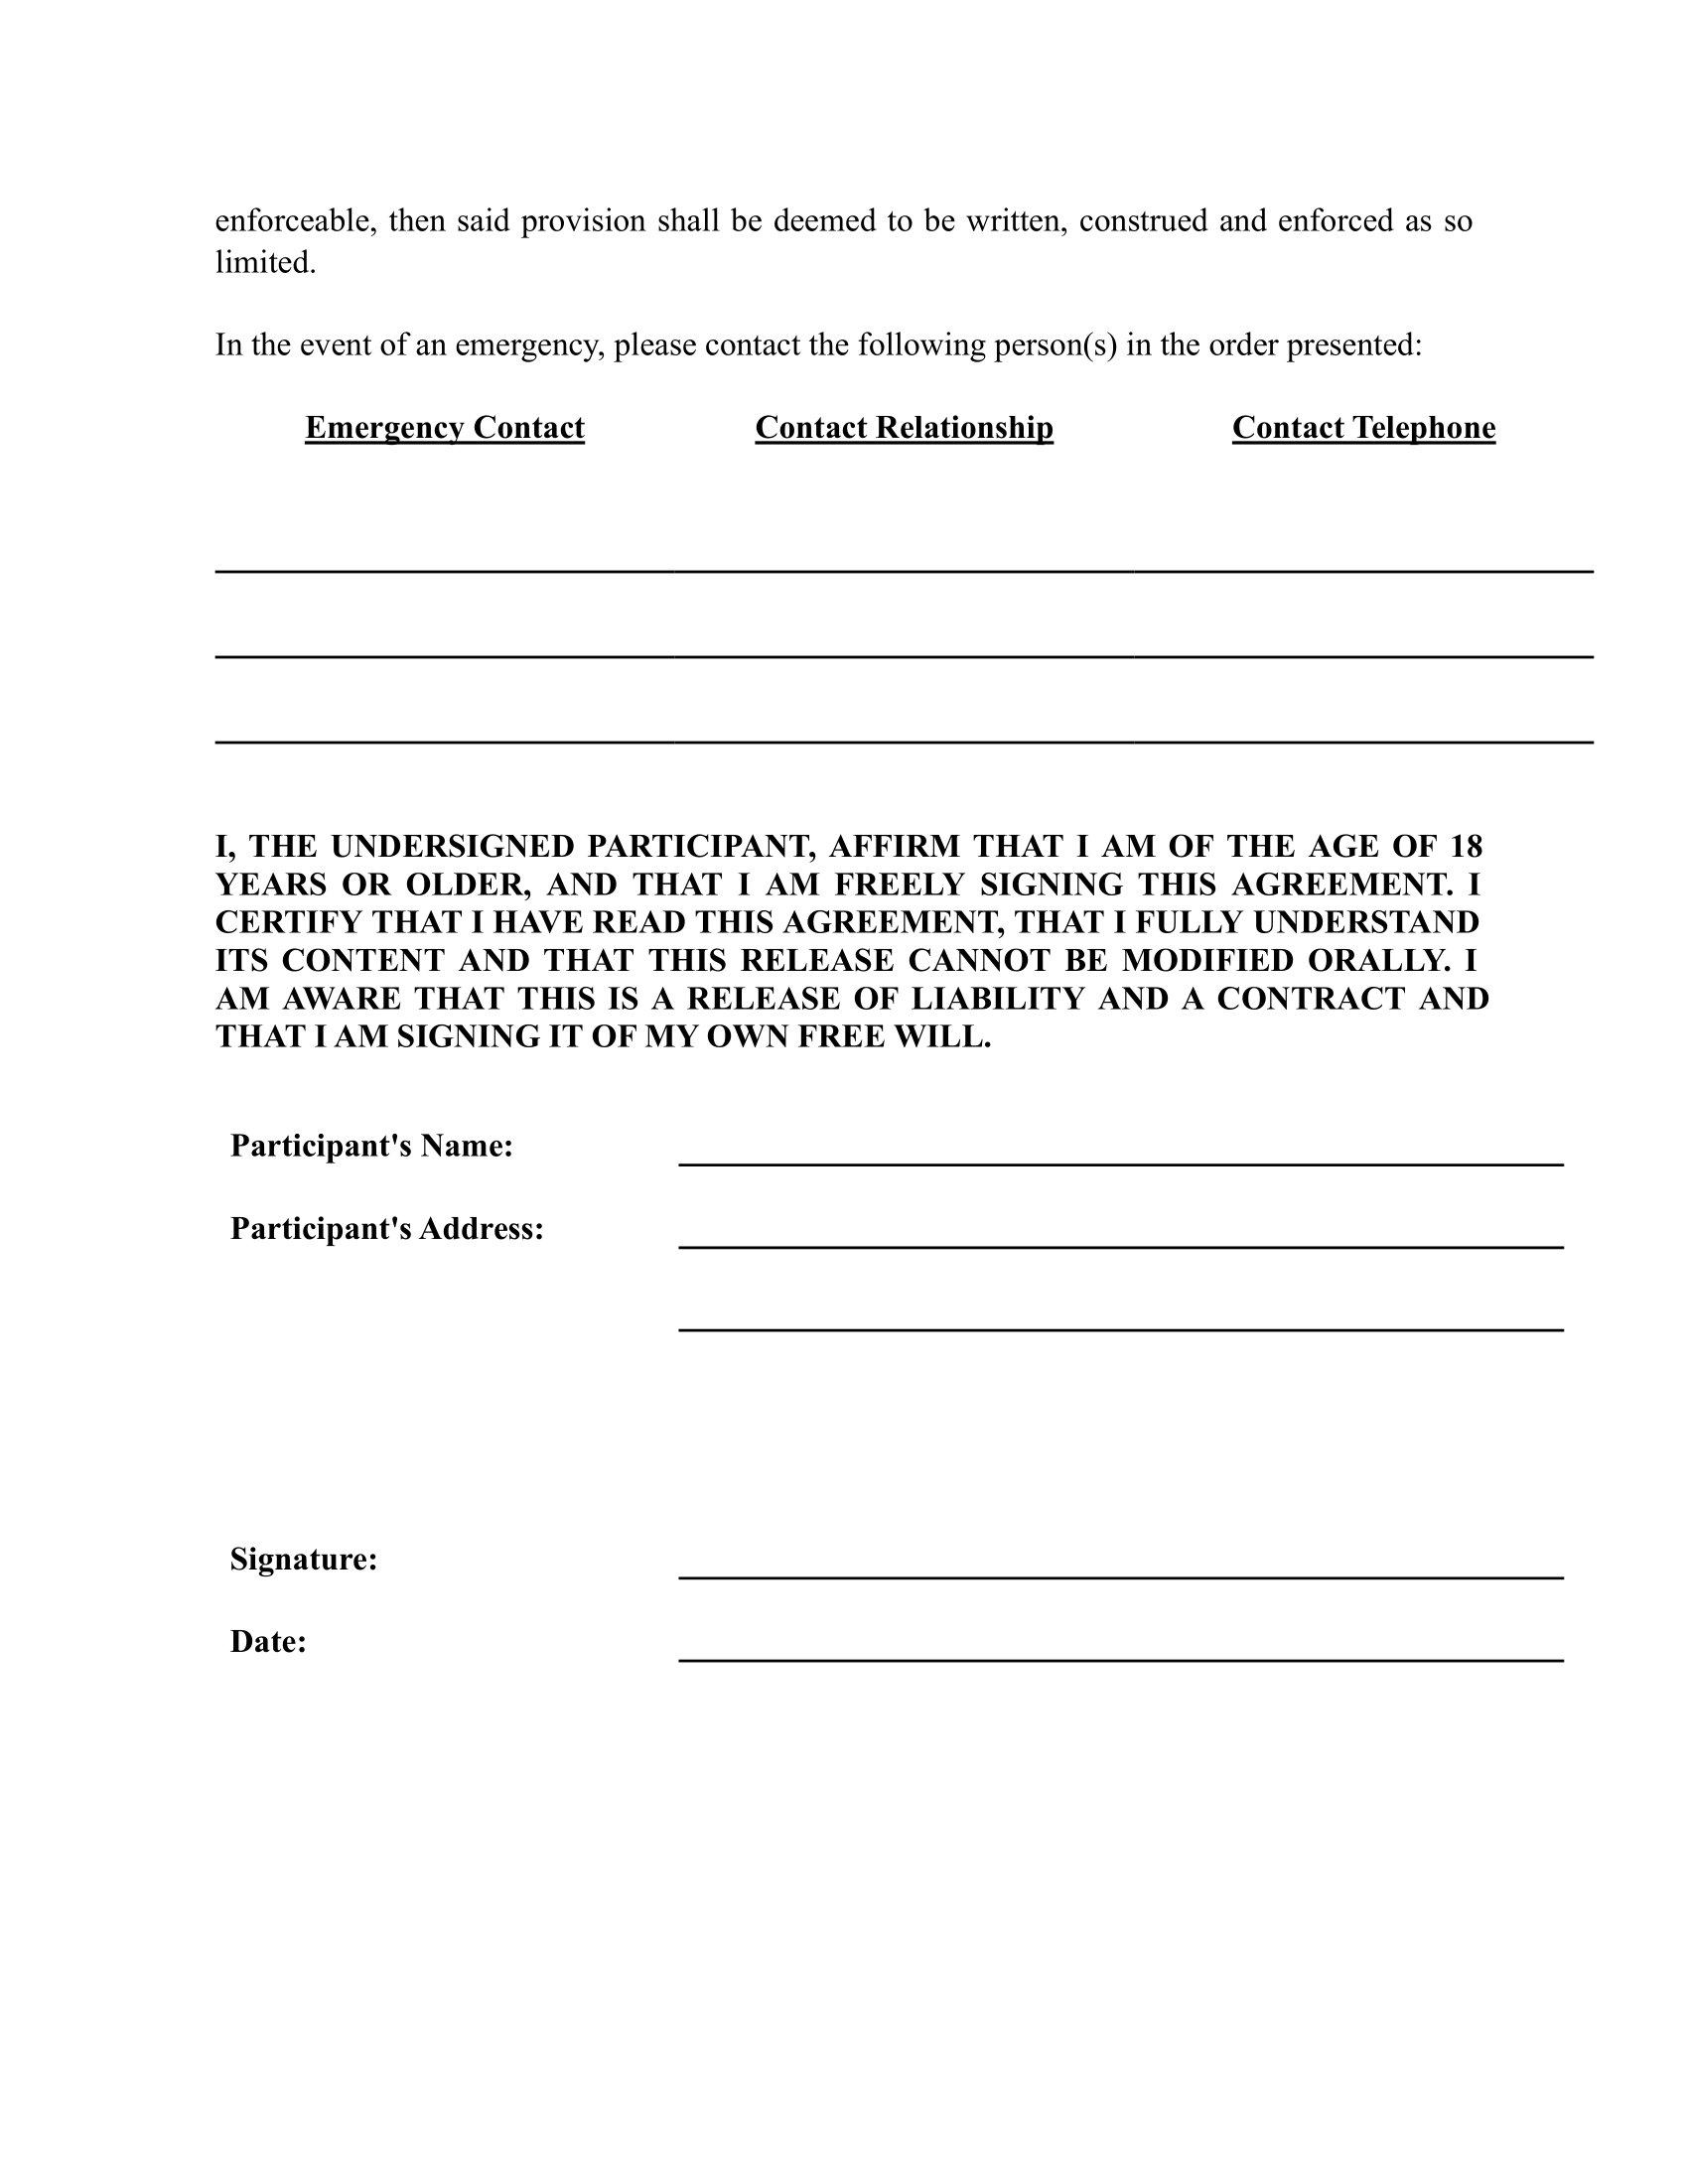 enforceable, then said provision shall be deemed to be written, construed and enforced as so
limited.
In the event of an emergency, please contact the following person(s) in the order presented:
Emergency Contact Contact Relationship Contact Telephone
I, THE UNDERSIGNED PARTICIPANT, AFFIRM THAT I AM OF THE AGE OF 18
YEARS OR OLDER, AND THAT I AM FREELY SIGNING THIS AGREEMENT. I
CERTIFY THAT I HAVE READ THIS AGREEMENT, THAT I FULLY UNDERSTAND
ITS CONTENT AND THAT THIS RELEASE CANNOT BE MODIFIED ORALLY. I
AM AWARE THAT THIS IS A RELEASE OF LIABILITY AND A CONTRACT AND
THAT I AM SIGNING IT OF MY OWN FREE WILL.
Participant's Name:
Participant's Address:
Signature:
Date: